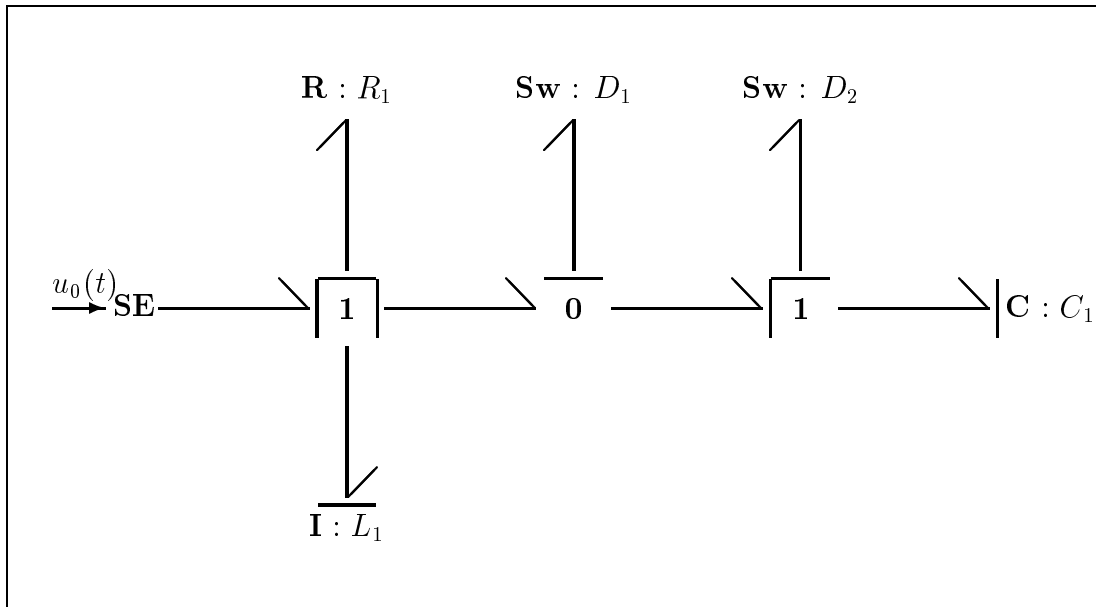 R : R₁
Sw : D₁
Sw : D₂
u₀(t)
SE
1
0
1
C : C₁
I : L₁